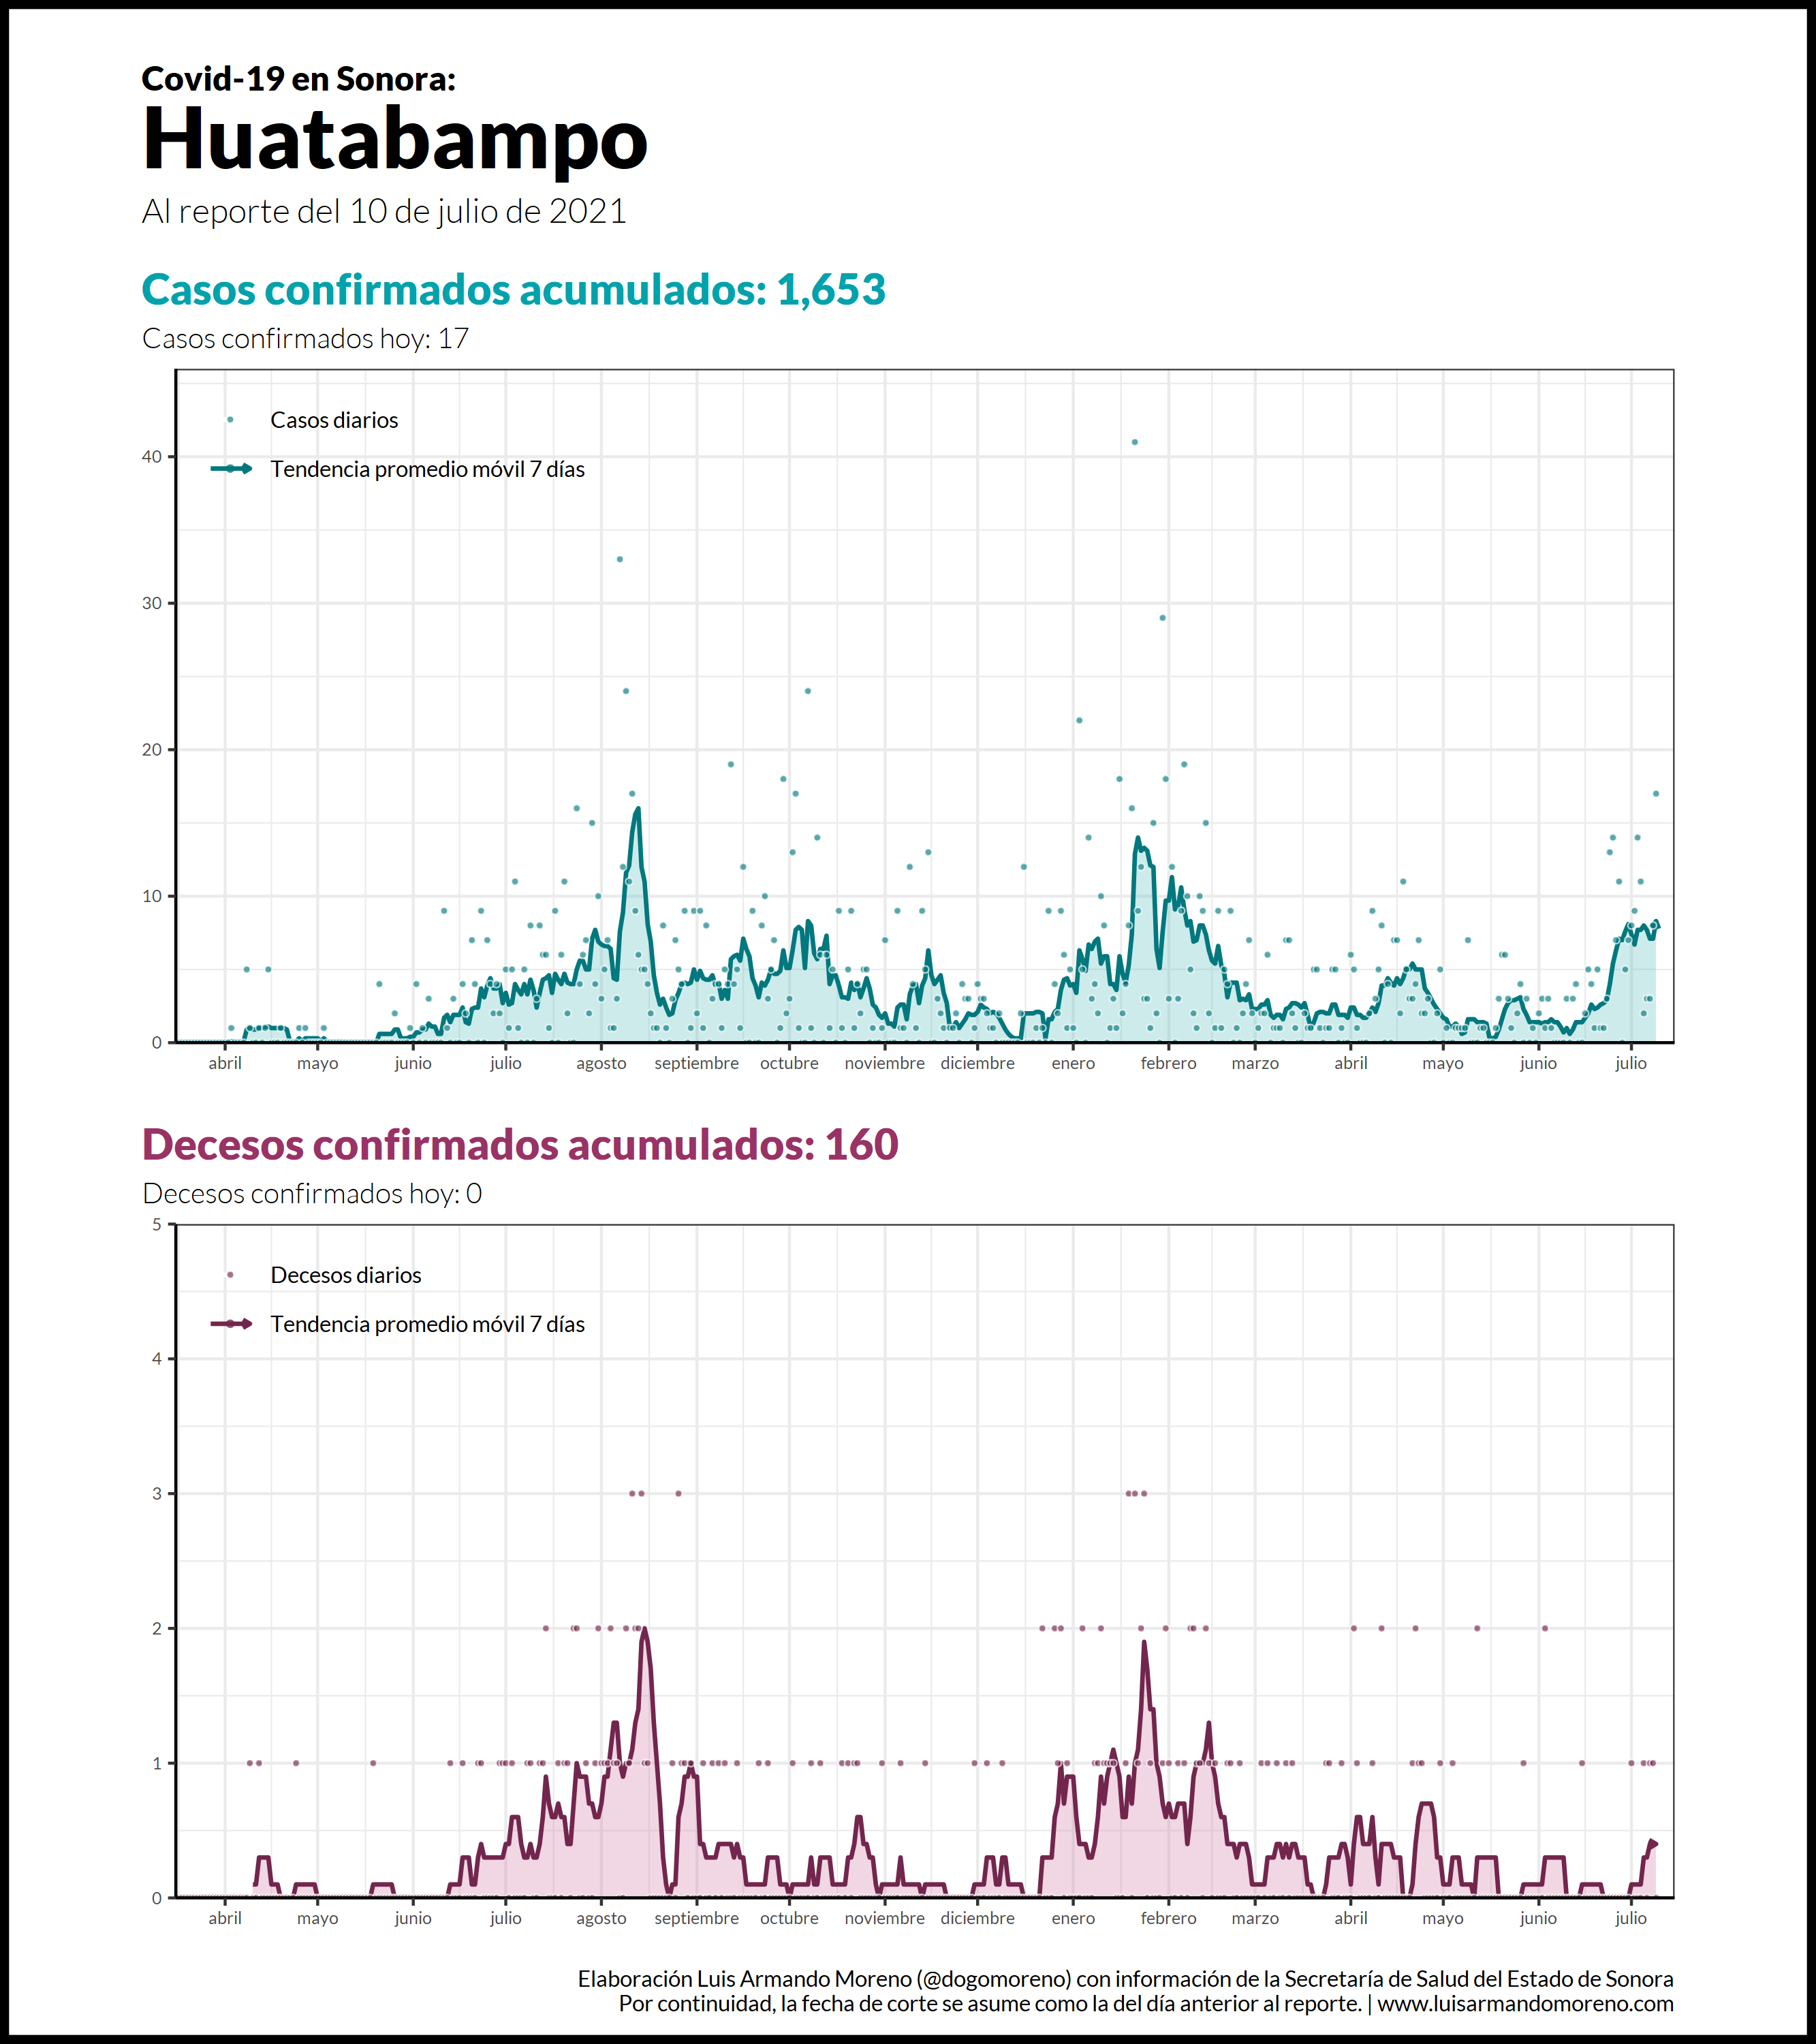 Covid-19 en Sonora:
Huatabampo
Al reporte del 10 de julio de 2021
Casos confirmados acumulados: 1,653
Casos confirmados hoy: 17
Casos diarios
Tendencia promedio móvil 7 días
40
30
20
10
0
abril mayo junio julio agosto septiembre octubre noviembre diciembre enero febrero marzo abril mayo junio julio
Decesos confirmados acumulados: 160
Decesos confirmados hoy: 0
5
Decesos diarios
Tendencia promedio móvil 7 días
4
3
2
1
0
abril mayo junio julio agosto septiembre octubre noviembre diciembre enero febrero marzo abril mayo junio julio
Elaboración Luis Armando Moreno (@dogomoreno) con información de la Secretaría de Salud del Estado de Sonora
Por continuidad, la fecha de corte se asume como la del día anterior al reporte. | www.luisarmandomoreno.com